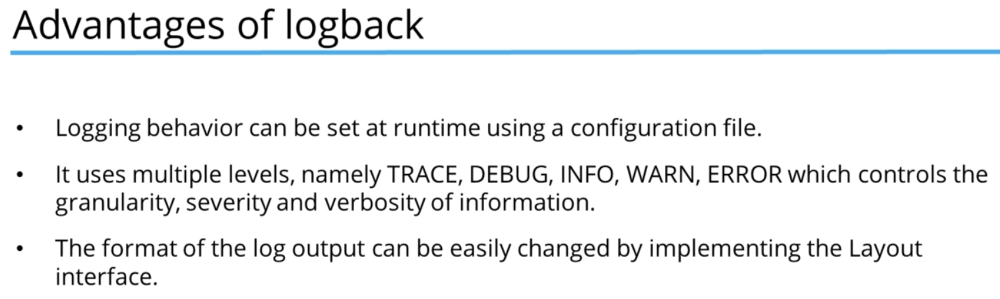 Advantages of logback
• Logging behavior can be set at runtime using a configuration file.
• It uses multiple levels, namely TRACE, DEBUG, INFO, WARN, ERROR which controls the
granularity, severity and verbosity of information.
• The format of the log output can be easily changed by implementing the Layout
interface.